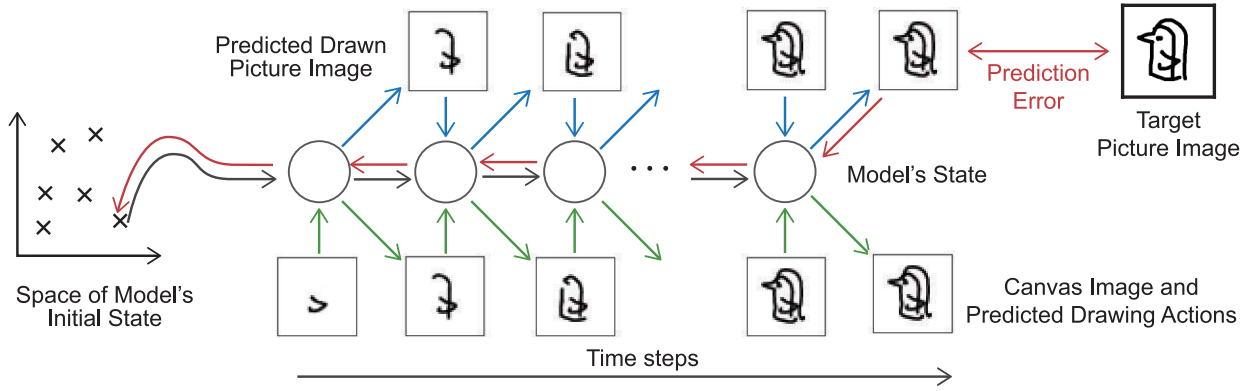 Predicted Drawn
Picture Image
Prediction
Error
Target
Picture Image
Model's State
Space of Model's
Initial State
Canvas Image and
Predicted Drawing Actions
Time steps